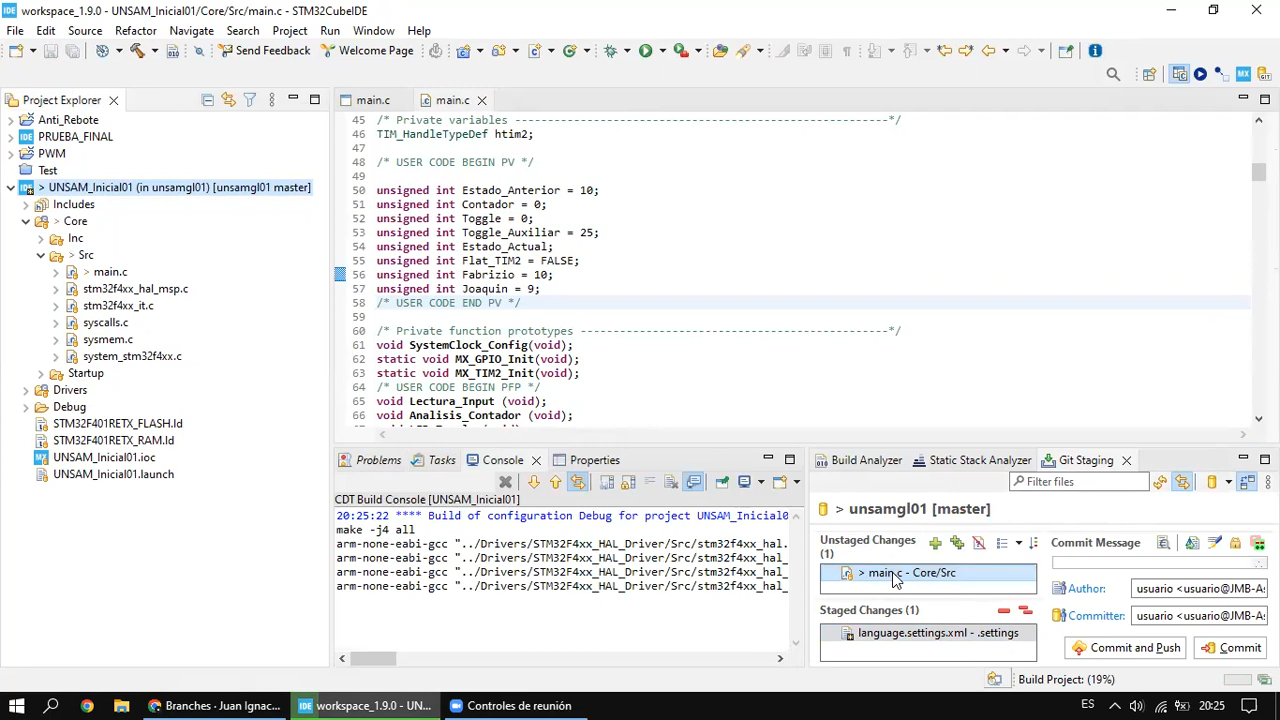 workspace_1.9.0 - UNSAM_Inicial01/Core/Src/main.c - STM32CubeIDE
File Edit Source Refactor Navigate Search Project Run Window Help
Send Feedback Welcome Page
Project Explorer
Anti_Rebote
PRUEBA_FINAL
PWM
Test
> UNSAM_Inicial01 (in unsamgl01) [unsamgl01 master]
Includes
> Core
Inc
> Src
> main.c
stm32f4xx_hal_msp.c
stm32f4xx_it.c
syscalls.c
sysmem.c
system_stm32f4xx.c
Startup
Drivers
Debug
STM32F401RETX_FLASH.ld
STM32F401RETX_RAM.ld
UNSAM_Inicial01.ioc
UNSAM_Inicial01.launch
main.c main.c
45 /* Private variables ---------------------------------------------------------*/
46 TIM_HandleTypeDef htim2;
47
48 /* USER CODE BEGIN PV */
49
50 unsigned int Estado_Anterior = 10;
51 unsigned int Contador = 0;
52 unsigned int Toggle = 0;
53 unsigned int Toggle_Auxiliar = 25;
54 unsigned int Estado_Actual;
55 unsigned int Flat_TIM2 = FALSE;
56 unsigned int Fabrizio = 10;
57 unsigned int Joaquin = 9;
58 /* USER CODE END PV */
59
60 /* Private function prototypes -----------------------------------------------*/
61 void SystemClock_Config(void);
62 static void MX_GPIO_Init(void);
63 static void MX_TIM2_Init(void);
64 /* USER CODE BEGIN PFP */
65 void Lectura_Input (void);
66 void Analisis_Contador (void);
Problems Tasks Console Properties
CDT Build Console [UNSAM_Inicial01]
20:25:22 **** Build of configuration Debug for project UNSAM_Inicial0
make -j4 all
arm-none-eabi-gcc "../Drivers/STM32F4xx_HAL_Driver/Src/stm32f4xx_hal.
arm-none-eabi-gcc "../Drivers/STM32F4xx_HAL_Driver/Src/stm32f4xx_hal_
arm-none-eabi-gcc "../Drivers/STM32F4xx_HAL_Driver/Src/stm32f4xx_hal_
arm-none-eabi-gcc "../Drivers/STM32F4xx_HAL_Driver/Src/stm32f4xx_hal_
Build Analyzer Static Stack Analyzer Git Staging
Filter files
> unsamgl01 [master]
Unstaged Changes (1)
> main.c - Core/Src
Staged Changes (1)
language.settings.xml - .settings
Commit Message
Author: usuario <usuario@JMB-A
Committer: usuario <usuario@JMB-A
Commit and Push Commit
Build Project: (19%)
Branches · Juan Ignac...
workspace_1.9.0 - UN...
Controles de reunión
ES 20:25